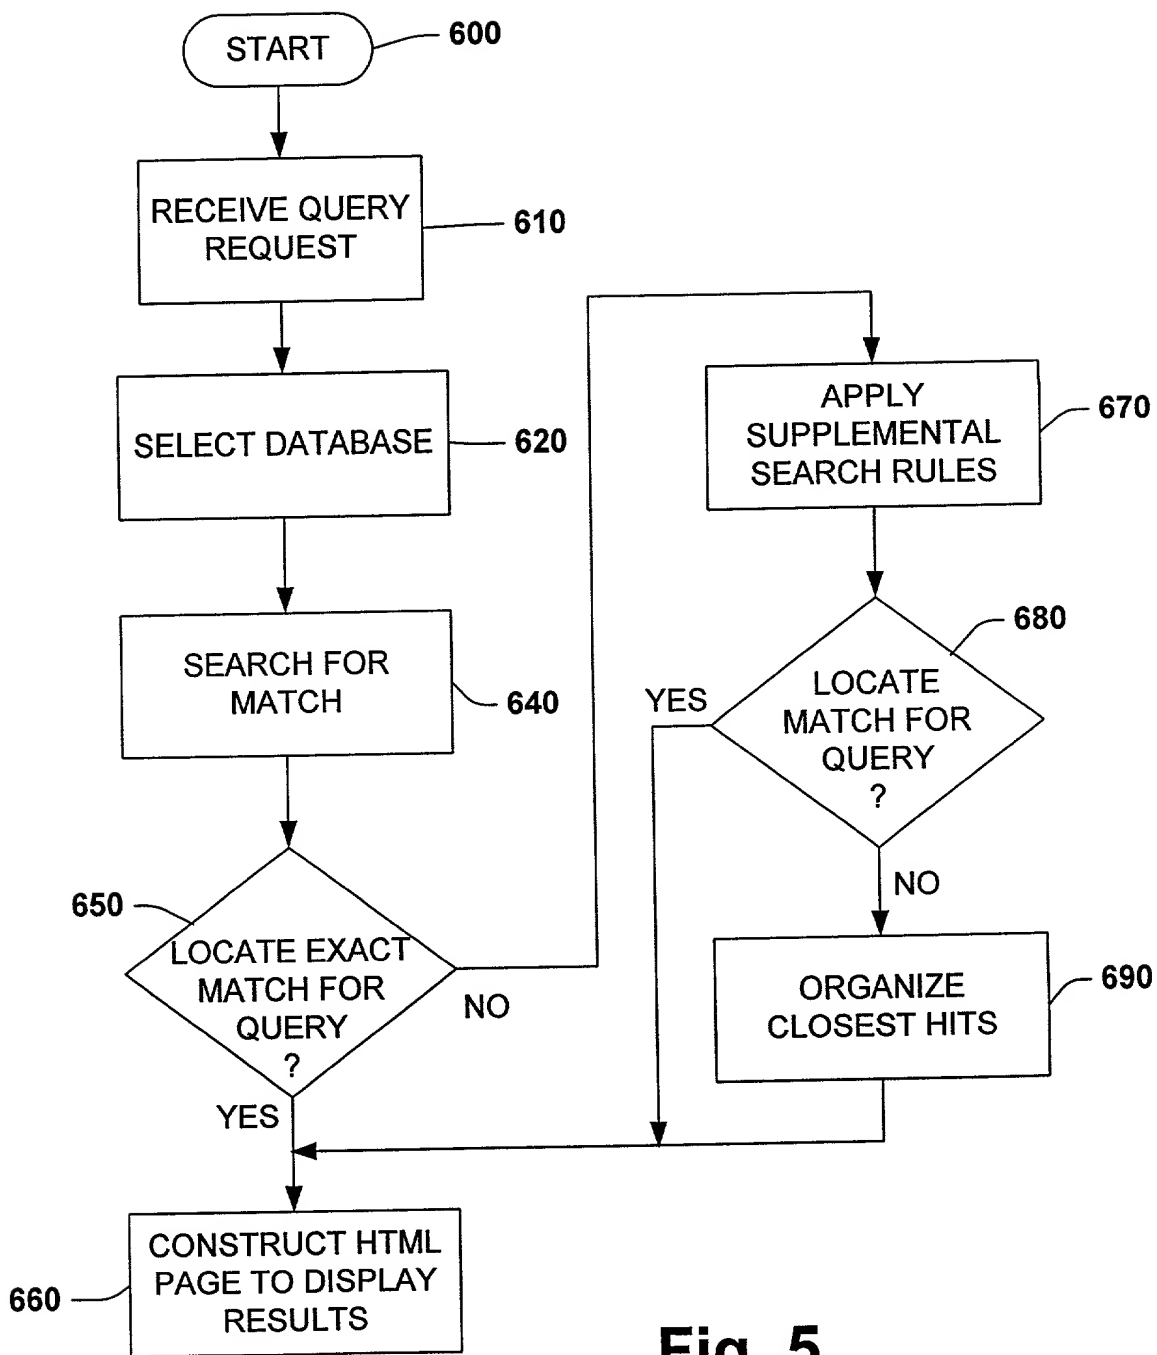 START
600
RECEIVE QUERY
REQUEST
610
SELECT DATABASE
620
SEARCH FOR
MATCH
640
650
LOCATE EXACT
MATCH FOR
QUERY
?
NO
YES
CONSTRUCT HTML
PAGE TO DISPLAY
RESULTS
660
APPLY
SUPPLEMENTAL
SEARCH RULES
670
680
LOCATE
MATCH FOR
QUERY
?
YES
NO
ORGANIZE
CLOSEST HITS
690
Fig. 5